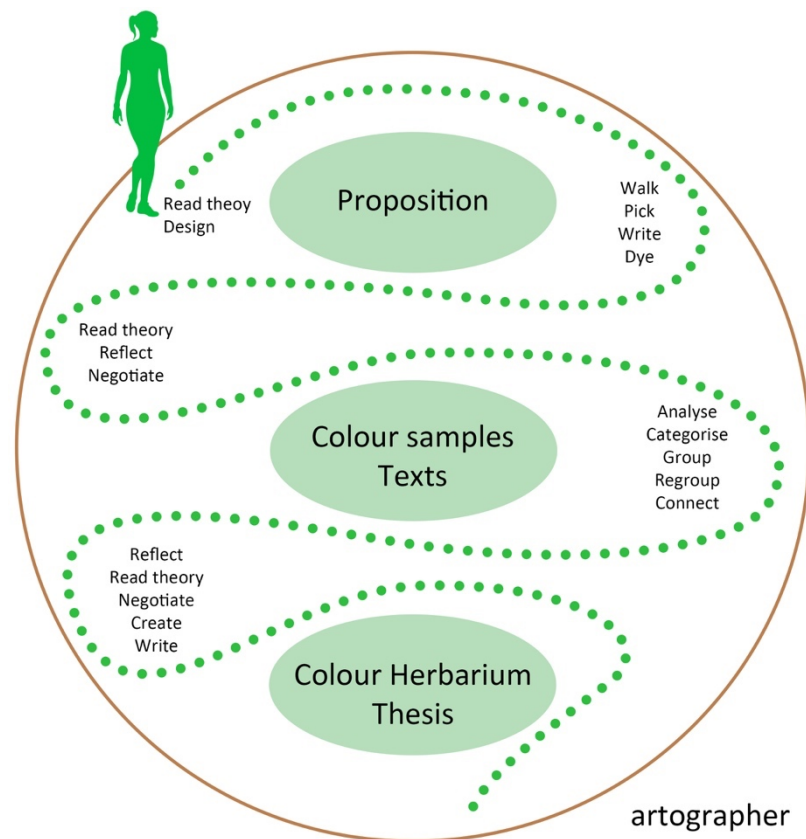 Read theoy
Design
Proposition
Walk
Pick
Write
Dye
Read theory
Reflect
Negotiate
Colour samples
Texts
Analyse
Categorise
Group
Regroup
Connect
Reflect
Read theory
Negotiate
Create
Write
Colour Herbarium
Thesis
artographer